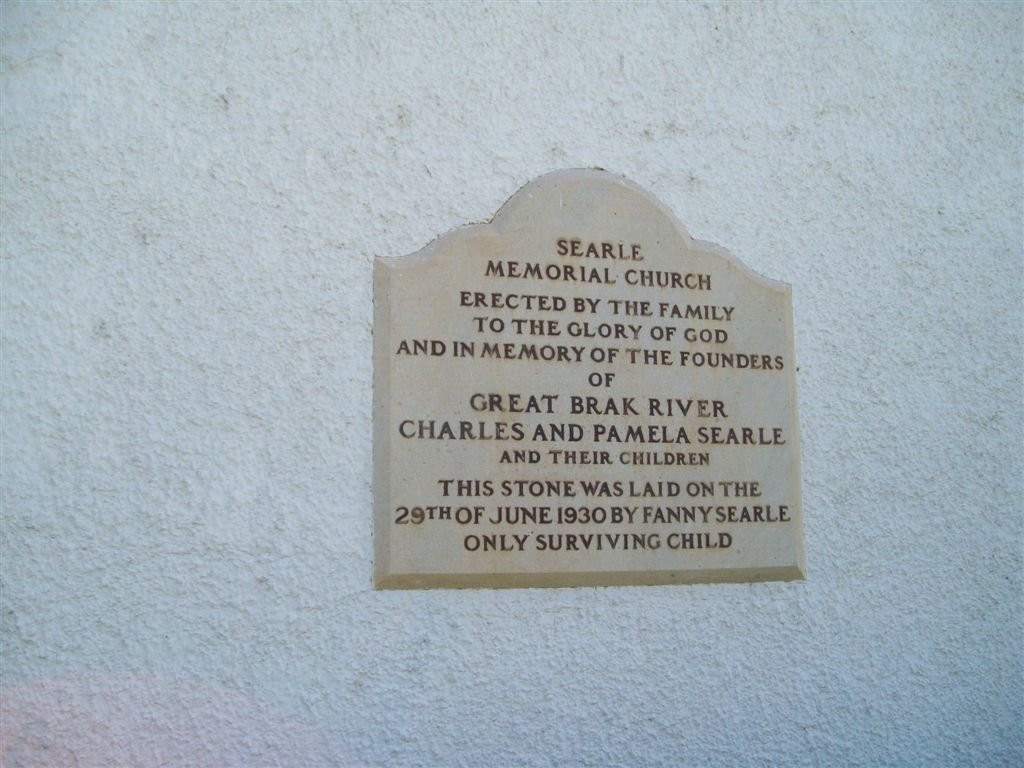 SEARLE
MEMORIAL CHURCH
ERECTED BY THE FAMILY
TO THE GLORY OF GOD
AND IN MEMORY OF THE FOUNDERS
OF
GREAT BRAK RIVER
CHARLES AND PAMELA SEARLE
AND THEIR CHILDREN
THIS STONE WAS LAID ON THE
29TH OF JUNE 1930 BY FANNY SEARLE
ONLY SURVIVING CHILD